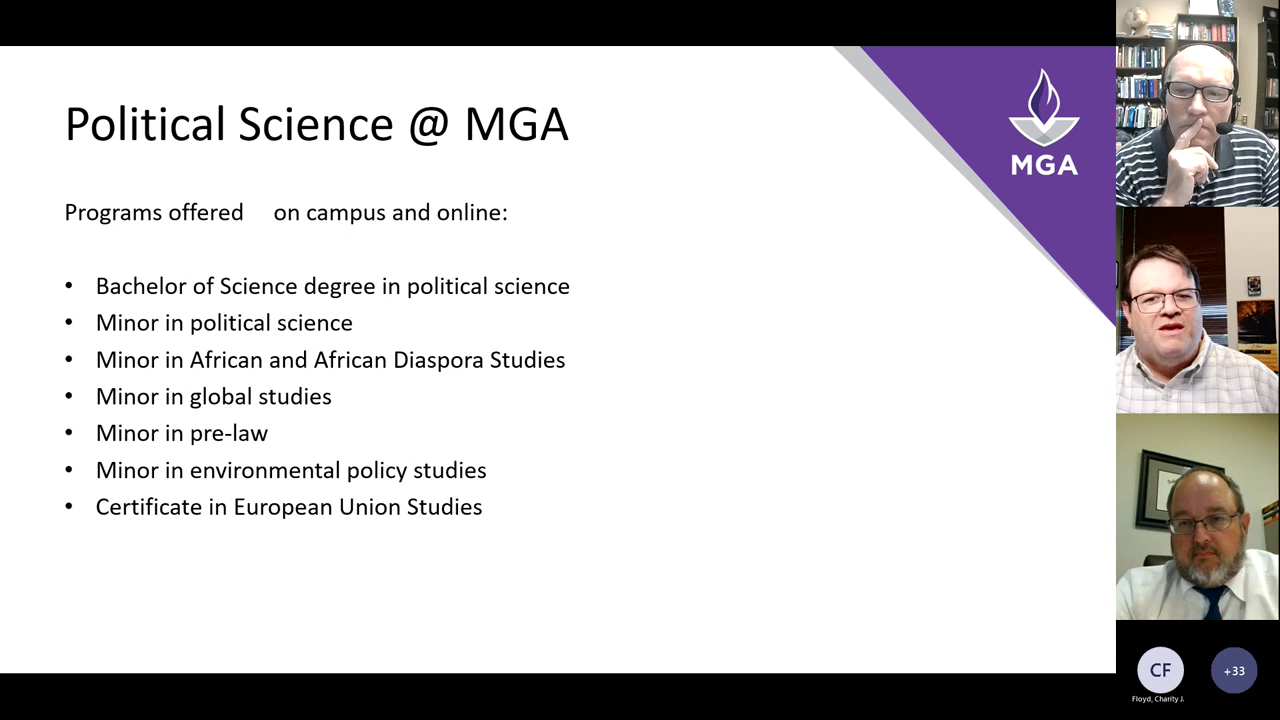 Political Science @ MGA
MGA
Programs offered on campus and online:
• Bachelor of Science degree in political science
• Minor in political science
• Minor in African and African Diaspora Studies
• Minor in global studies
• Minor in pre-law
• Minor in environmental policy studies
• Certificate in European Union Studies
CF
+33
Floyd, Charity J.